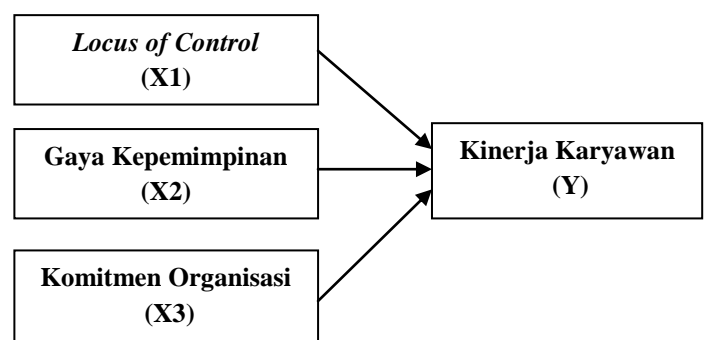 Locus of Control
(X1)
Gaya Kepemimpinan
(X2)
Kinerja Karyawan
(Y)
Komitmen Organisasi
(X3)